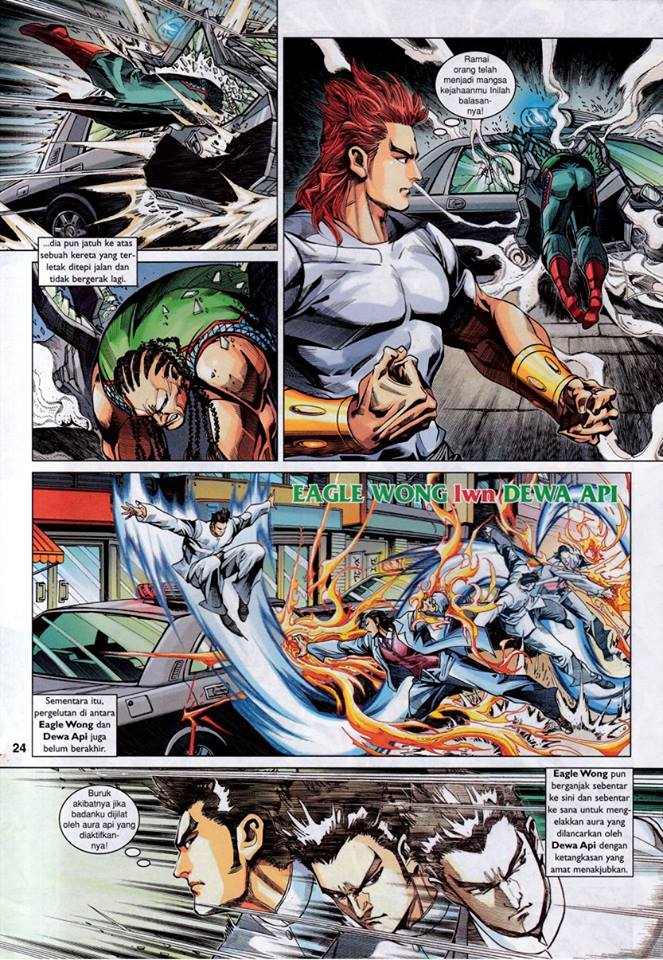 ...dia pun jatuh ke atas
sebuah kereta yang ter-
letak ditepi jalan dan
tidak bergerak lagi.
Ramai
orang telah
menjadi mangsa
kejahaanmu Inilah
balasan-
nya!
EAGLE WONG lwn DEWA API
Sementara itu,
pergelutan di antara
Eagle Wong dan
Dewa Api juga
belum berakhir.
24
Buruk
akibatnya jika
badanku dijilat
oleh aura api yang
diaktifkan-
nya!
Eagle Wong pun
berganjak sebentar
ke sini dan sebentar
ke sana untuk meng-
elakkan aura yang
dilancarkan oleh
Dewa Api dengan
ketangkasan yang
amat menakjubkan.